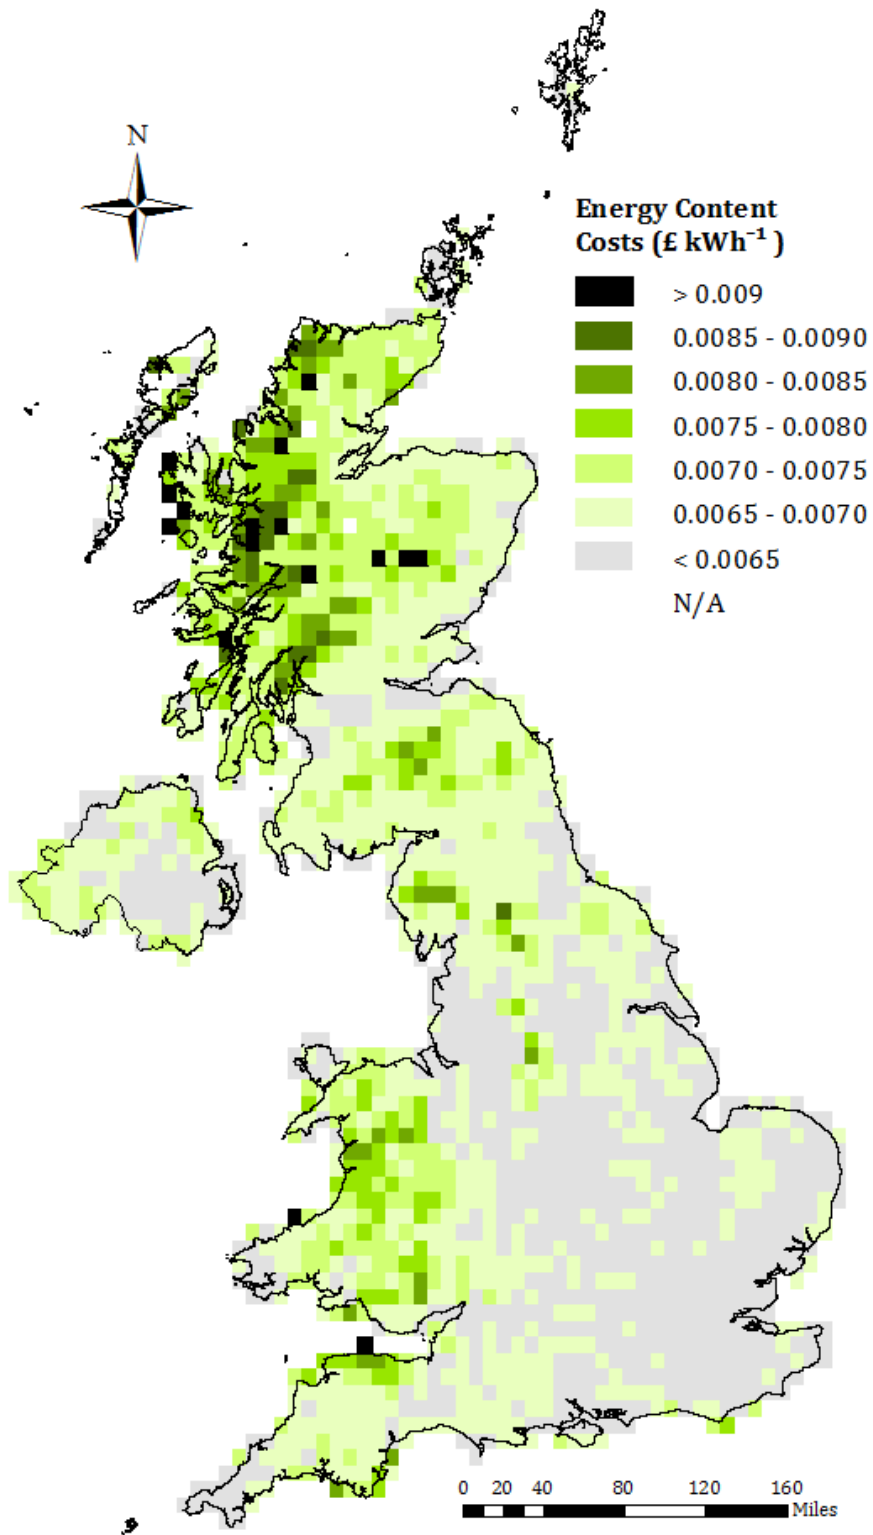 N
Energy Content
Costs (£ kWh⁻¹ )
> 0.009
0.0085 - 0.0090
0.0080 - 0.0085
0.0075 - 0.0080
0.0070 - 0.0075
0.0065 - 0.0070
< 0.0065
N/A
0 20 40 80 120 160
Miles